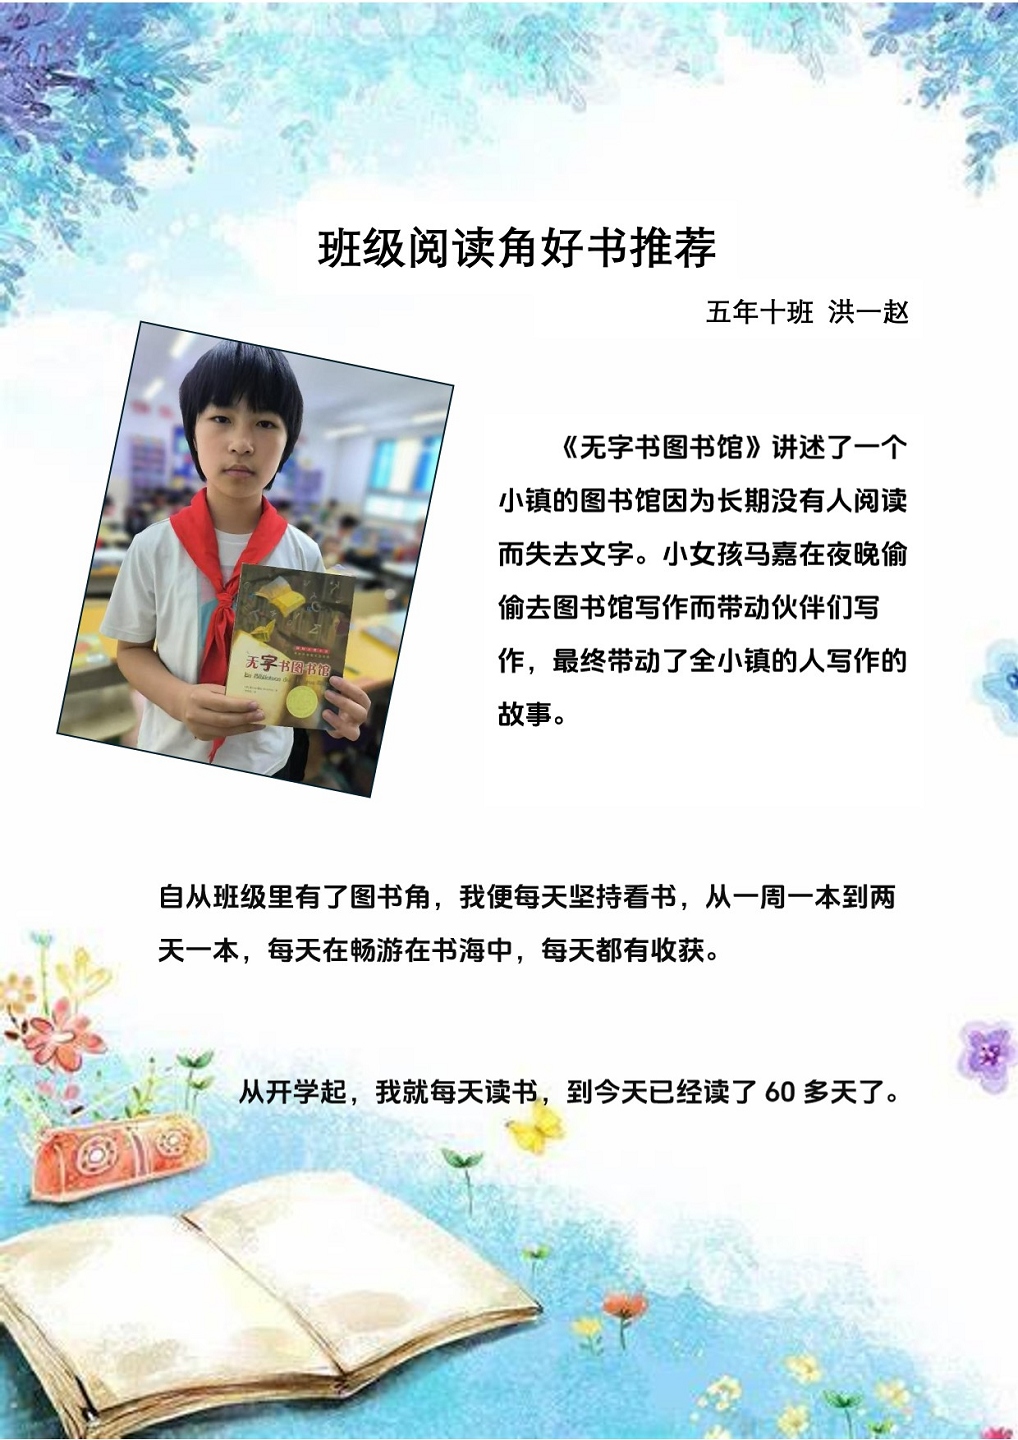 班级阅读角好书推荐
五年十班 洪一赵
《无字书图书馆》讲述了一个
小镇的图书馆因为长期没有人阅读
而失去文字。小女孩马嘉在夜晚偷
偷去图书馆写作而带动伙伴们写
作，最终带动了全小镇的人写作的
故事。
无字书图书馆
自从班级里有了图书角，我便每天坚持看书，从一周一本到两
天一本，每天在畅游在书海中，每天都有收获。
从开学起，我就每天读书，到今天已经读了 60 多天了。